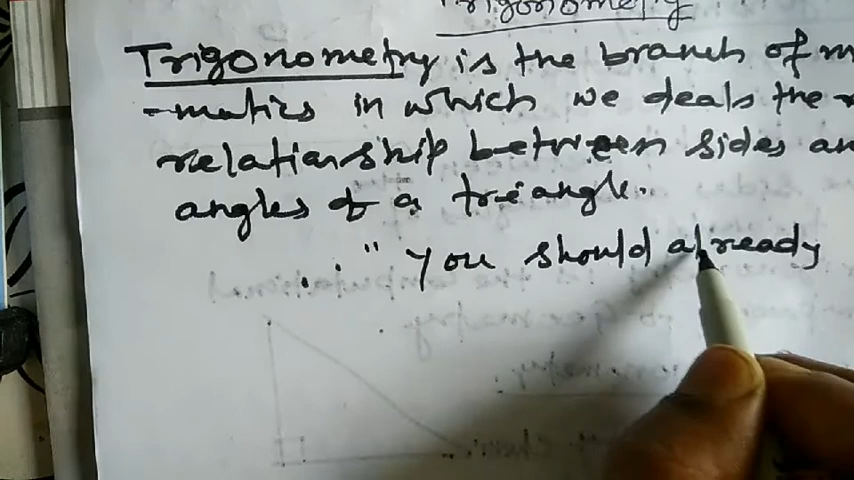 Trigonometry
Trigonometry is the branch of m
-matics in which we deals the
relationship between sides an
angles of a triangle.
" you should already